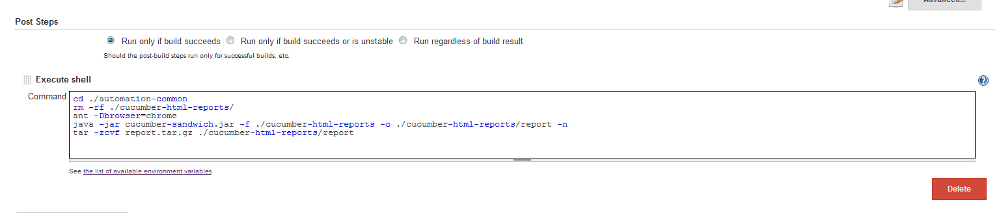 Advanced...
Post Steps
Run only if build succeeds Run only if build succeeds or is unstable Run regardless of build result
Should the post-build steps run only for successful builds, etc.
Execute shell
Command
cd ./automation-common
rm -rf ./cucumber-html-reports/
ant -Dbrowser=chrome
java -jar cucumber-sandwich.jar -f ./cucumber-html-reports -o ./cucumber-html-reports/report -n
tar -zcvf report.tar.gz ./cucumber-html-reports/report
See the list of available environment variables
Delete